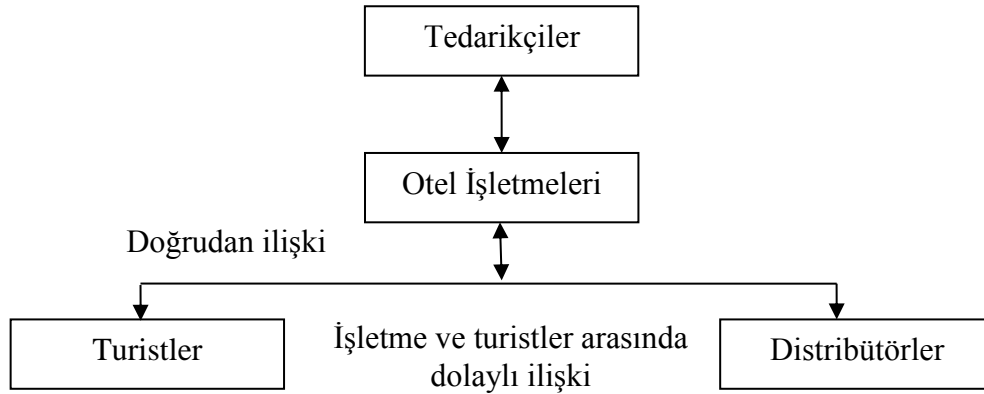 Tedarikçiler
Otel İşletmeleri
Doğrudan ilişki
Turistler
İşletme ve turistler arasında
dolaylı ilişki
Distribütörler